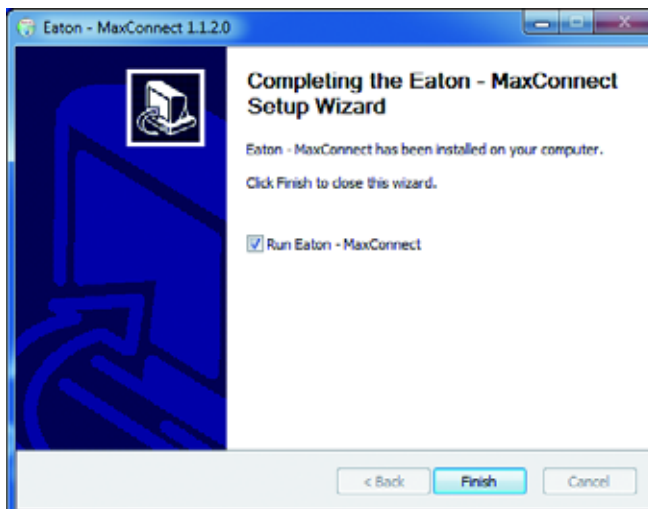 Eaton - MaxConnect 1.1.2.0
Completing the Eaton - MaxConnect
Setup Wizard
Eaton - MaxConnect has been installed on your computer.
Click Finish to close this wizard.
Run Eaton - MaxConnect
< Back Finish Cancel